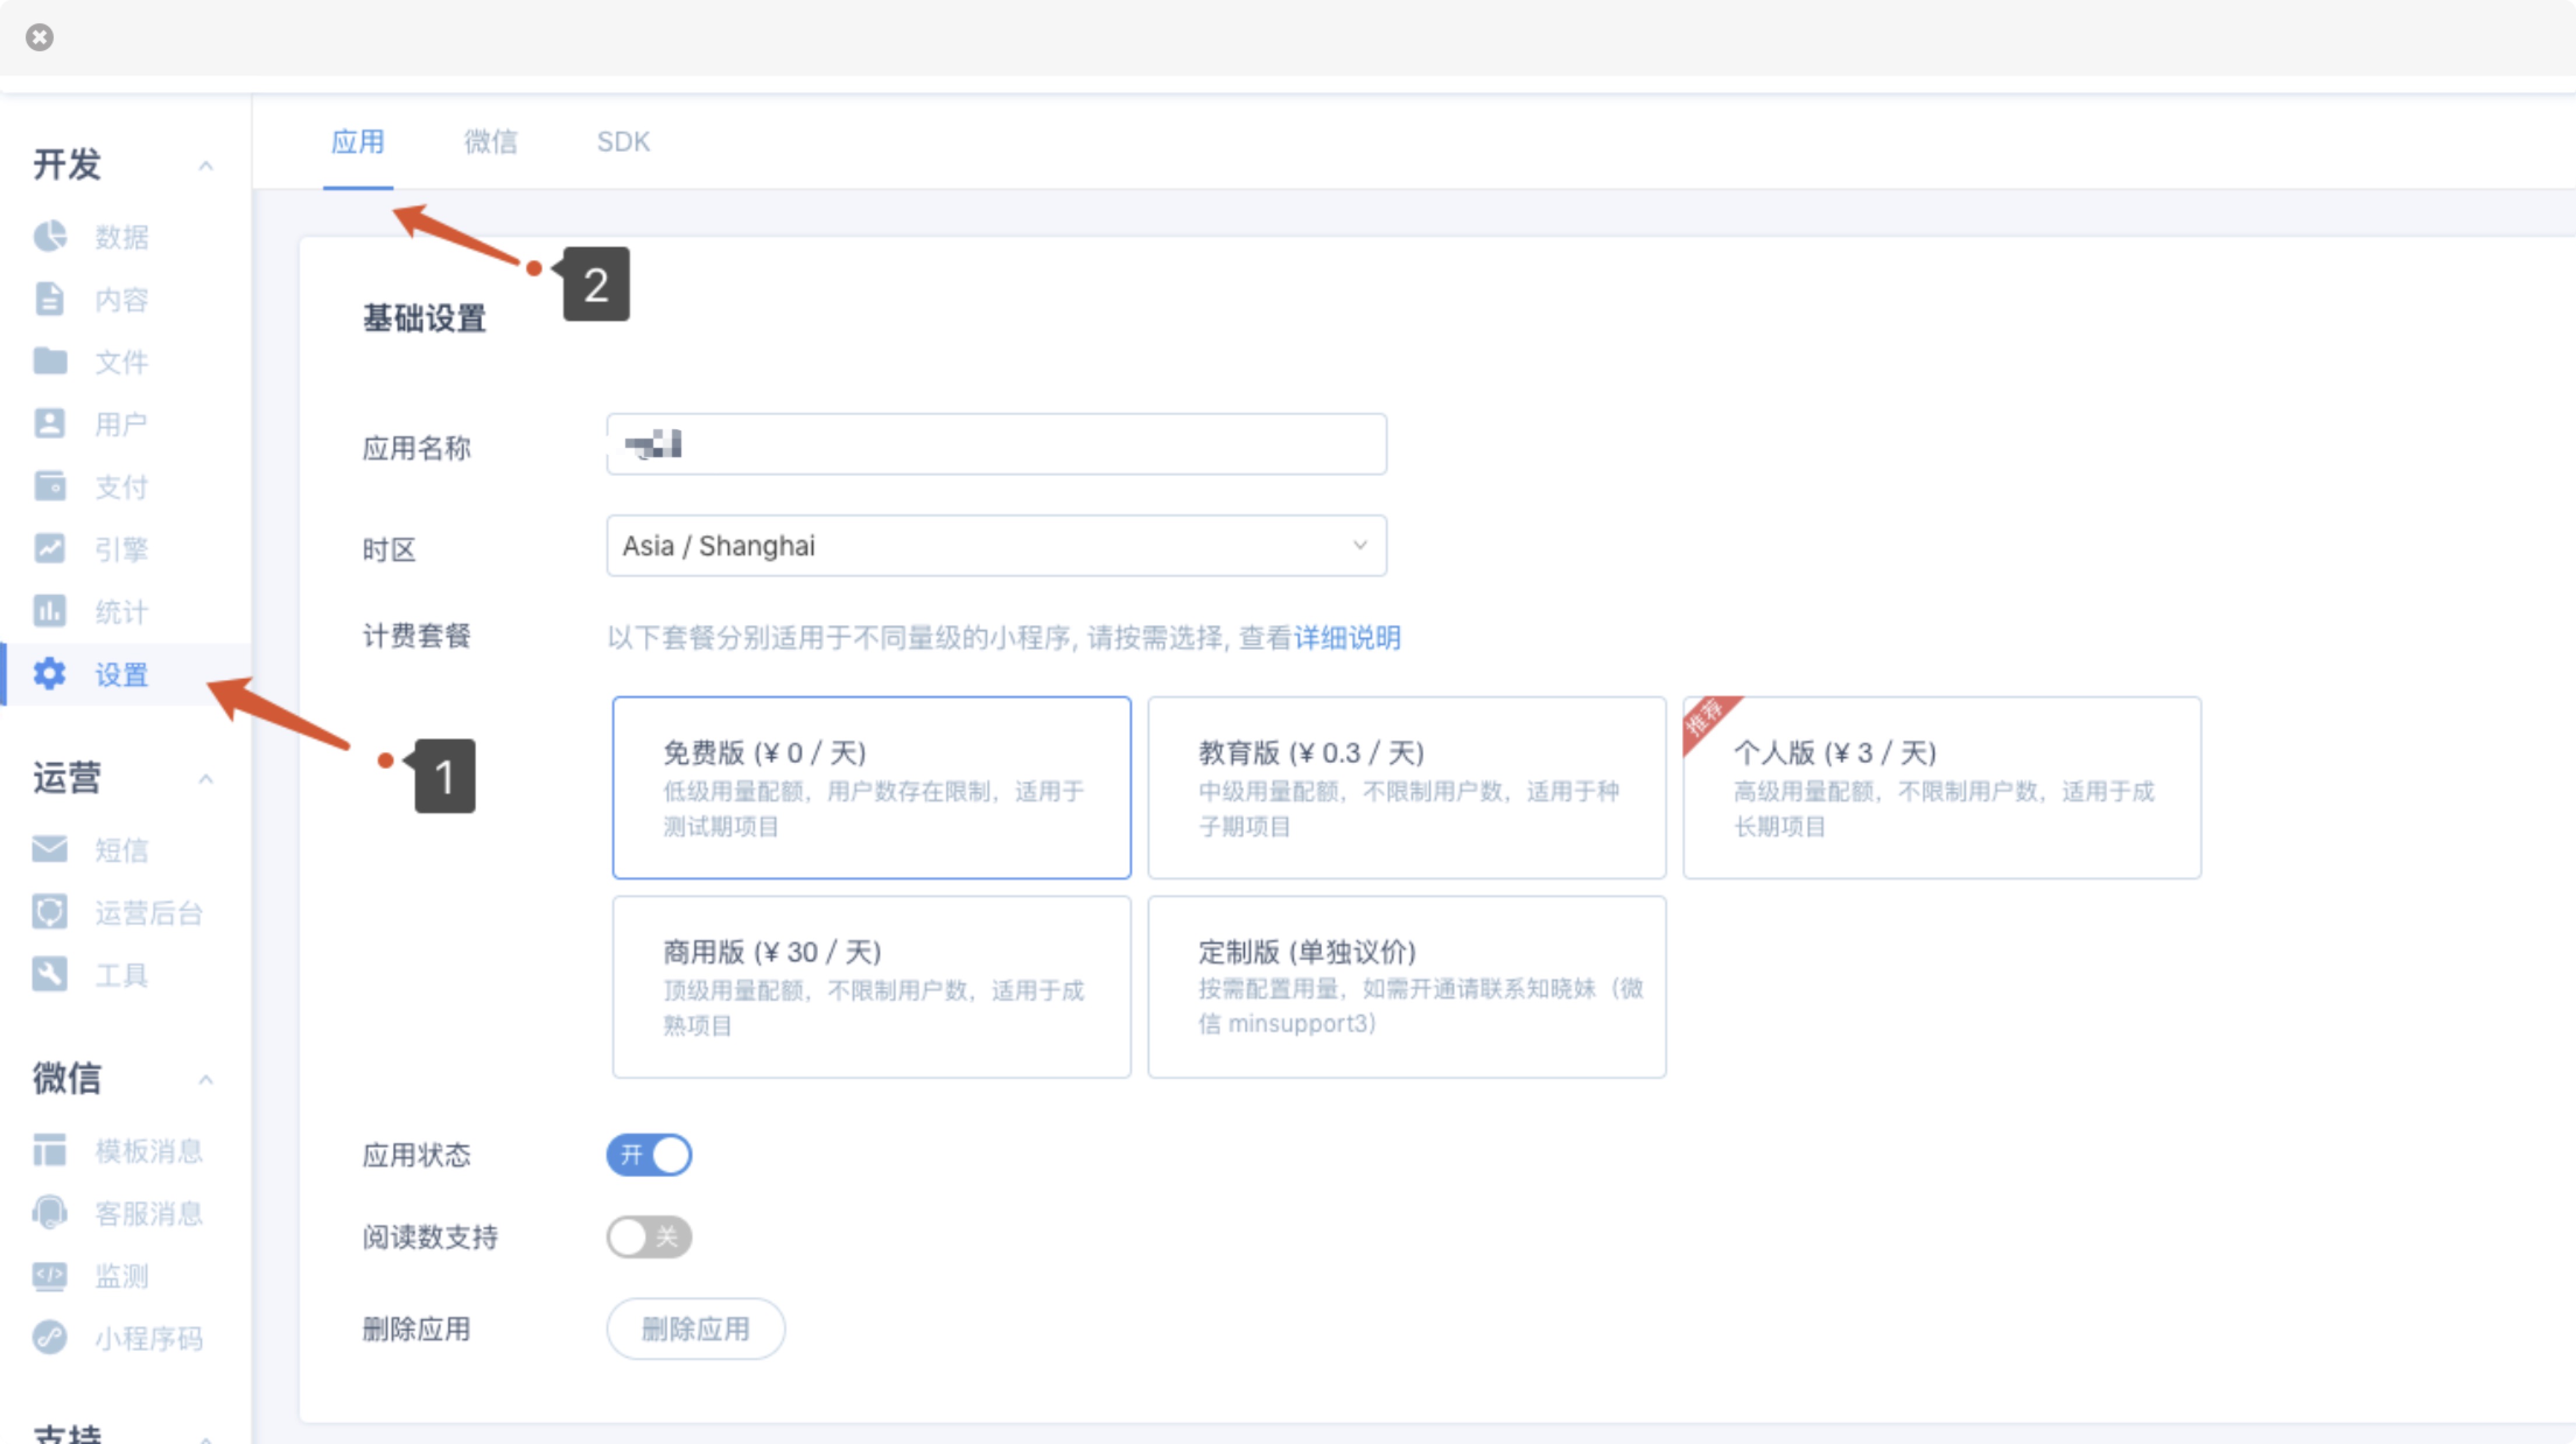 应用
微信
SDK
开发
数据
内容
文件
用户
支付
引擎
统计
设置
运营
短信
运营后台
工具
微信
模板消息
客服消息
监测
小程序码
支持
2
1
基础设置
应用名称
时区
Asia / Shanghai
计费套餐
以下套餐分别适用于不同量级的小程序, 请按需选择, 查看详细说明
免费版 (¥ 0 / 天)
低级用量配额，用户数存在限制，适用于
测试期项目
教育版 (¥ 0.3 / 天)
中级用量配额，不限制用户数，适用于种
子期项目
推荐
个人版 (¥ 3 / 天)
高级用量配额，不限制用户数，适用于成
长期项目
商用版 (¥ 30 / 天)
顶级用量配额，不限制用户数，适用于成
熟项目
定制版 (单独议价)
按需配置用量，如需开通请联系知晓妹（微
信 minsupport3)
应用状态
开
阅读数支持
关
删除应用
删除应用